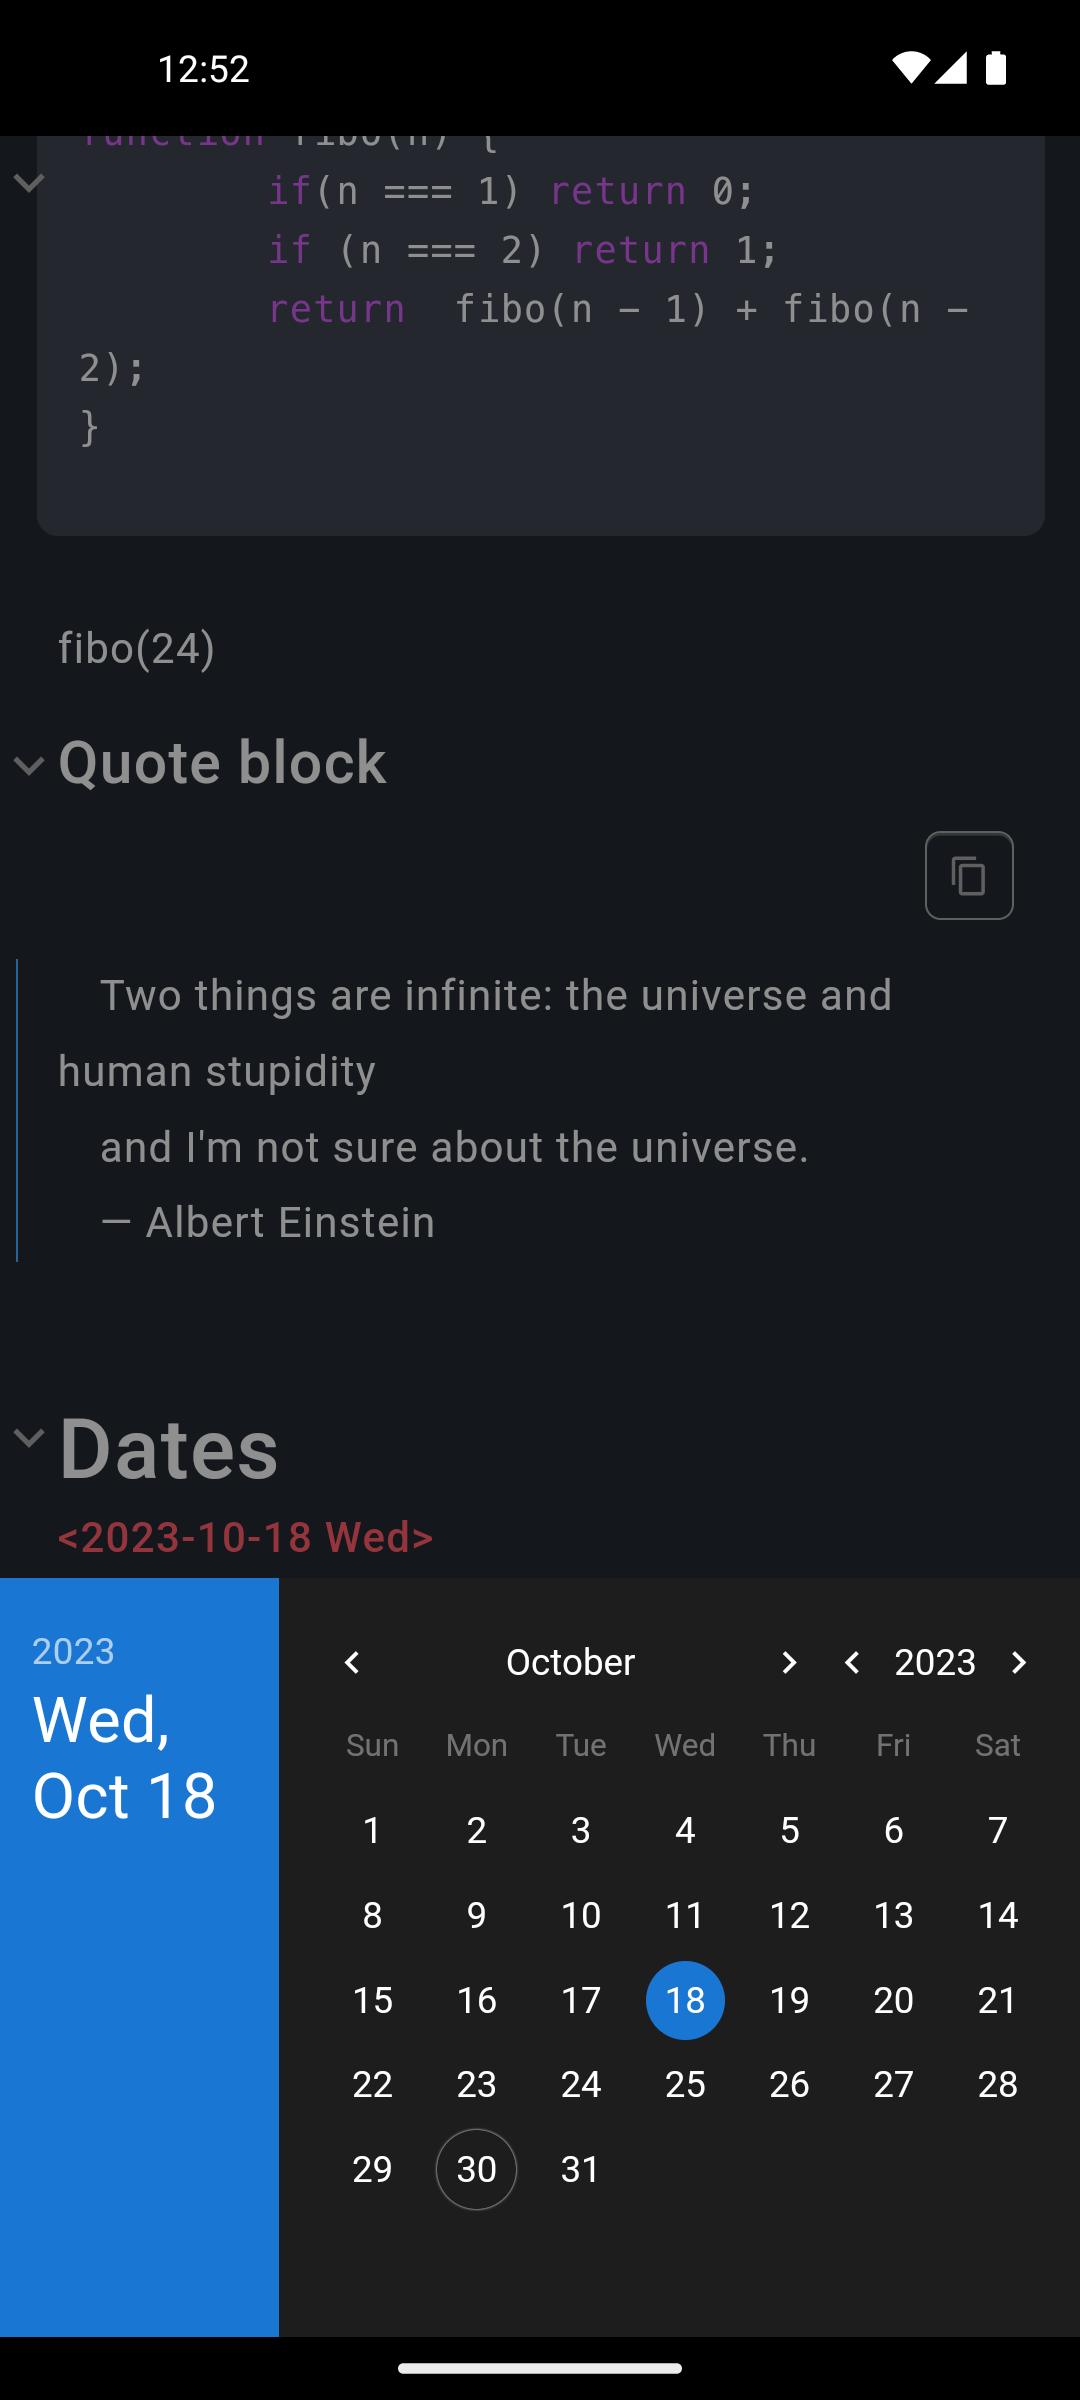 12:52
function fibo(n) {
if(n === 1) return 0;
if (n === 2) return 1;
return  fibo(n - 1) + fibo(n -
2);
}
fibo(24)
Quote block
Two things are infinite: the universe and
human stupidity
and I'm not sure about the universe.
— Albert Einstein
Dates
<2023-10-18 Wed>
2023
Wed,
Oct 18
October 2023
Sun Mon Tue Wed Thu Fri Sat
1 2 3 4 5 6 7
8 9 10 11 12 13 14
15 16 17 18 19 20 21
22 23 24 25 26 27 28
29 30 31